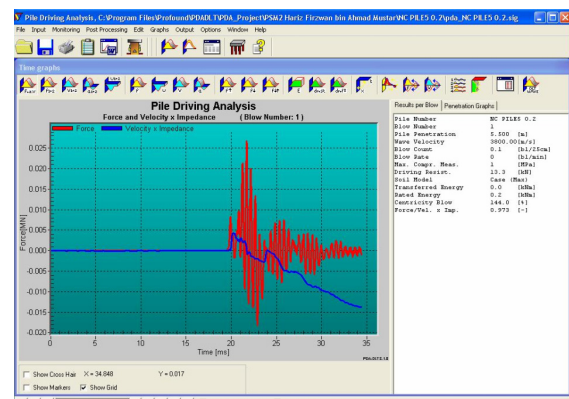 Pile Driving Analysis, C:\Program Files\Profound\PDADLT\PDA_Project\PSM2 Hariz Firzwan bin Ahmad Mustar\NC PILE5 0.2\pda_NC PILE5 0.2.sig
File Input Monitoring Post Processing Edit Graphs Output Options Window Help
Time graphs
Pile Driving Analysis
Force and Velocity x Impedance (Blow Number: 1)
Force Velocity x Impedance
Force[MN]
0.025
0.020
0.015
0.010
0.005
0.000
-0.005
-0.010
-0.015
-0.020
0 5 10 15 20 25 30 35
Time [ms]
Show Cross Hair X = 34.848 Y = 0.017
Show Markers Show Grid
Results per Blow Penetration Graphs
Pile Number NC PILE5 0.2
Blow Number 1
Pile Penetration 5.500 [m]
Wave Velocity 3800.00[m/s]
Blow Count 0.1 [bl/25cm]
Blow Rate 0 [bl/min]
Max. Compr. Meas. 1 [MPa]
Driving Resist. 13.3 [kN]
Soil Model Case (Max)
Transferred Energy 0.0 [kNm]
Rated Energy 0.2 [kNm]
Centricity Blow 144.0 [%]
Force/Vel. x Imp. 0.973 [-]